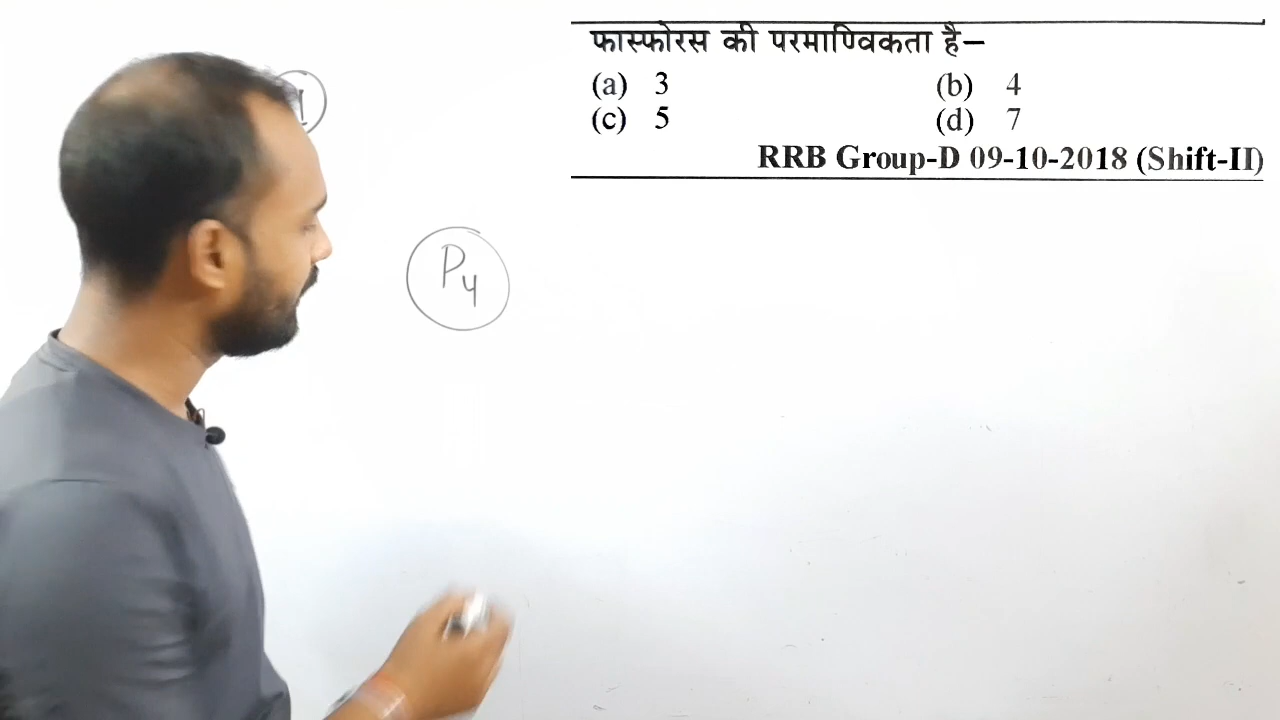 फास्फोरस की परमाण्विकता है–
(a) 3 (b) 4
(c) 5 (d) 7
RRB Group-D 09-10-2018 (Shift-II)
P4